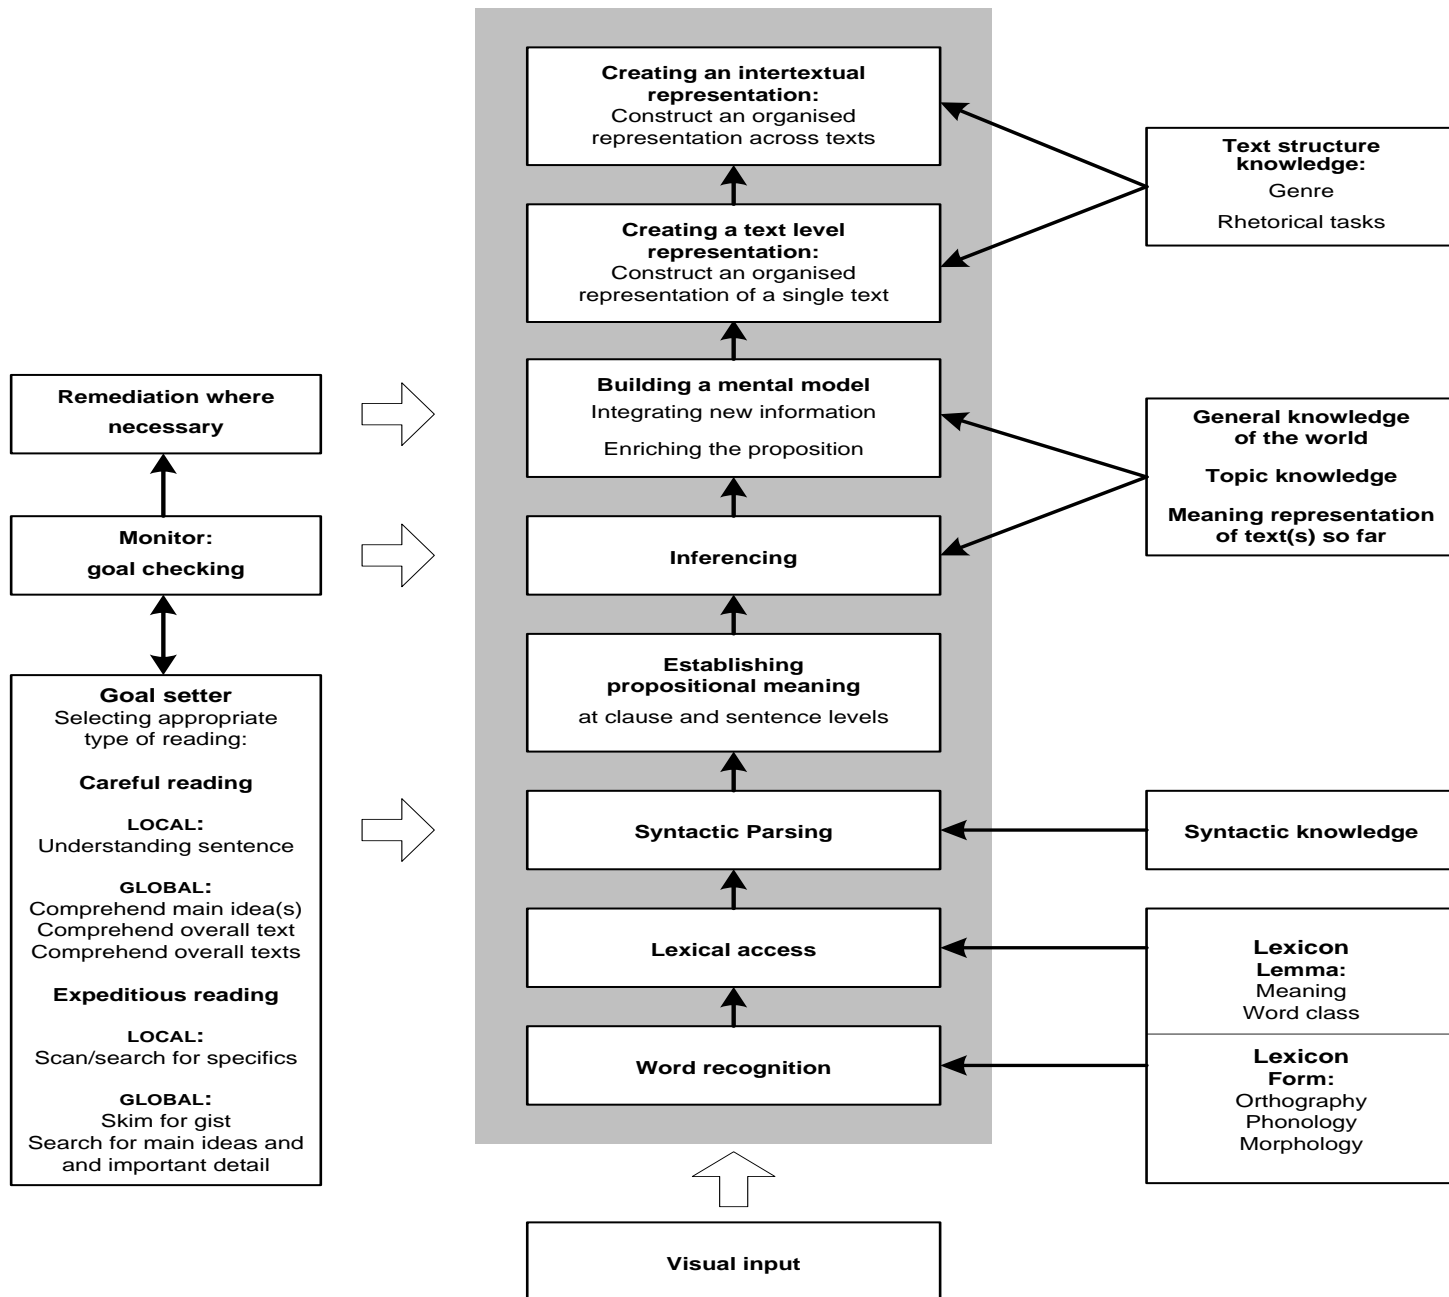 Remediation where
necessary
Monitor:
goal checking
Goal setter
Selecting appropriate
type of reading:
Careful reading
LOCAL:
Understanding sentence
GLOBAL:
Comprehend main idea(s)
Comprehend overall text
Comprehend overall texts
Expeditious reading
LOCAL:
Scan/search for specifics
GLOBAL:
Skim for gist
Search for main ideas and
and important detail
Creating an intertextual
representation:
Construct an organised
representation across texts
Creating a text level
representation:
Construct an organised
representation of a single text
Building a mental model
Integrating new information
Enriching the proposition
Inferencing
Establishing
propositional meaning
at clause and sentence levels
Syntactic Parsing
Lexical access
Word recognition
Visual input
Text structure
knowledge:
Genre
Rhetorical tasks
General knowledge
of the world
Topic knowledge
Meaning representation
of text(s) so far
Syntactic knowledge
Lexicon
Lemma:
Meaning
Word class
Lexicon
Form:
Orthography
Phonology
Morphology